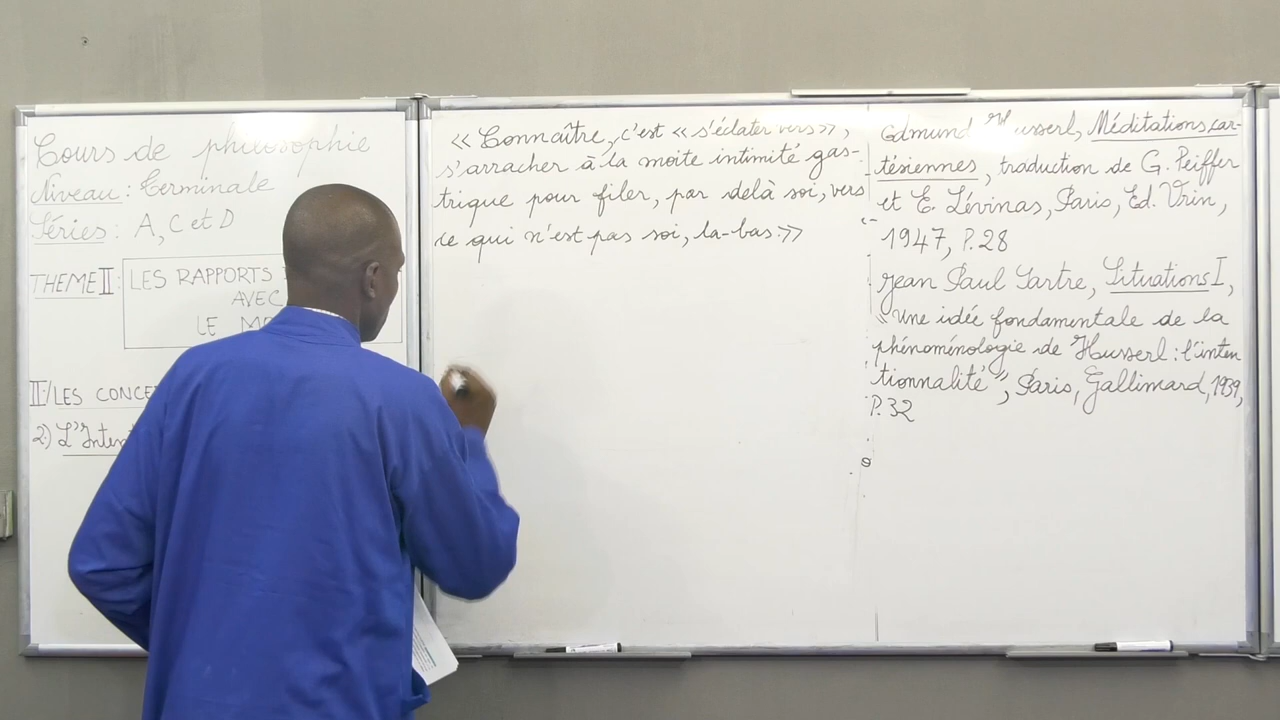 Cours de philosophie
Niveau : Terminale
Séries : A, C et D
THEME II : LES RAPPORTS
AVEC
LE
II/ LES
2) L'
« Connaître, c'est « s'éclater vers »,
s'arracher à la moite intimité gas-
trique pour filer, par delà soi, vers
ce qui n'est pas soi, la-bas »
Edmund Husserl, Méditations car-
tésiennes, traduction de G. Peiffer
et E. Lévinas, Paris, Ed. Vrin,
1947, P.28
Jean Paul Sartre, Situations I,
"Une idée fondamentale de la
phénoménologie de Husserl : l'inten
tionnalité", Paris, Gallimard, 1939,
P.32